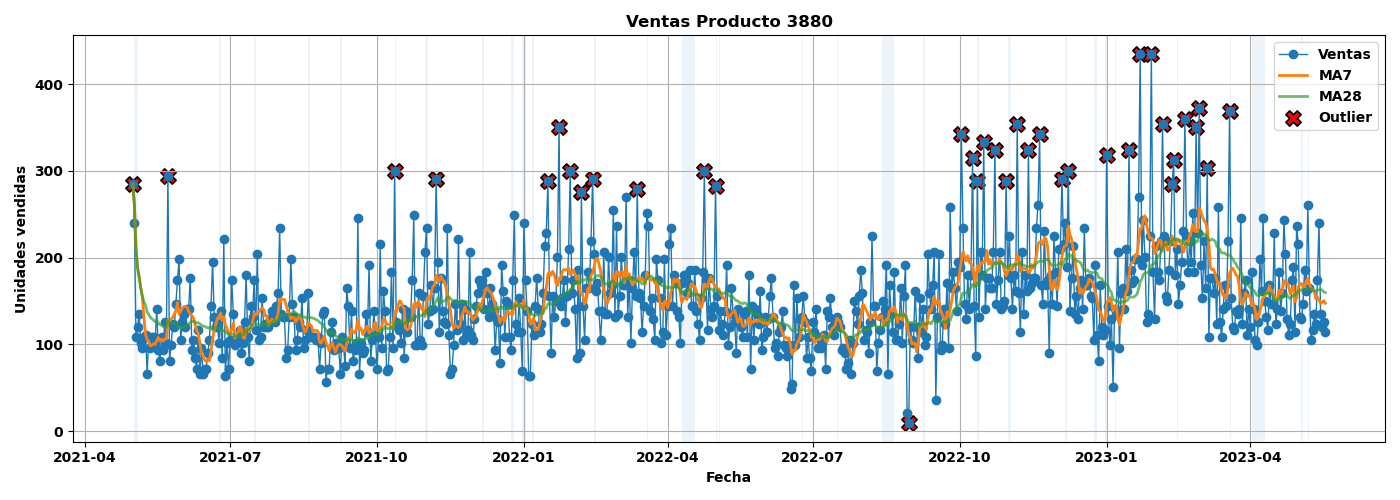 Ventas Producto 3880
Unidades vendidas
400
300
200
100
0
Ventas
MA7
MA28
Outlier
2021-04 2021-07 2021-10 2022-01 2022-04 2022-07 2022-10 2023-01 2023-04
Fecha